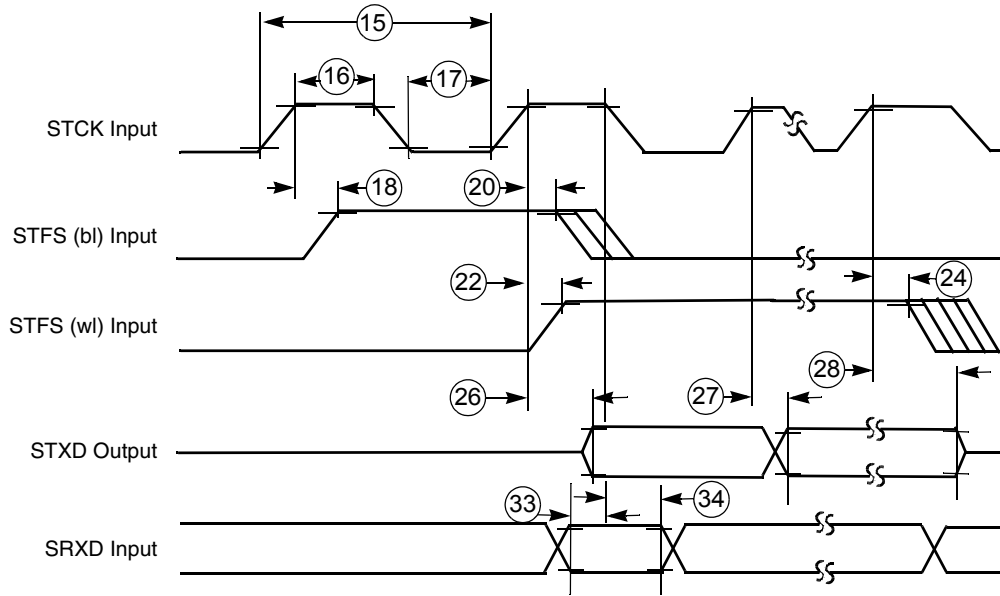 15
16
17
STCK Input
18
20
STFS (bl) Input
22
24
STFS (wl) Input
26
27
28
STXD Output
33
34
SRXD Input